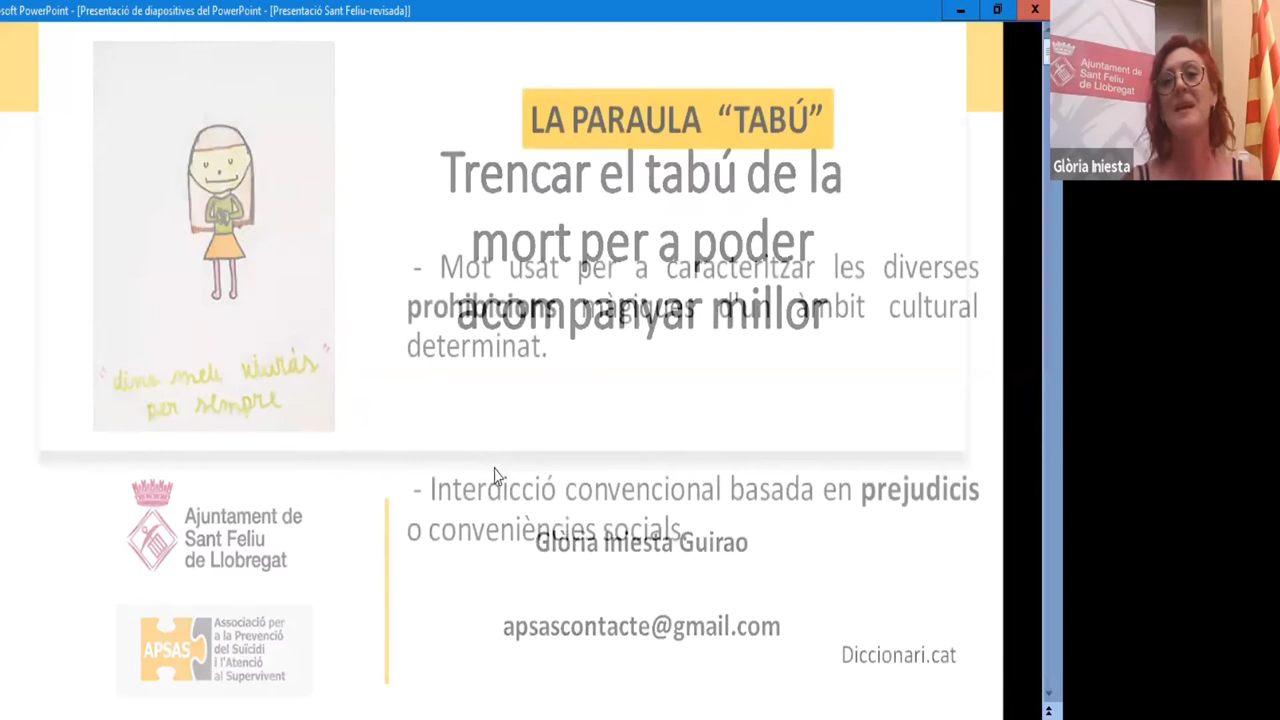 soft PowerPoint - [Presentació de diapositives del PowerPoint - [Presentació Sant Feliu-revisada]]
LA PARAULA “TABÚ”
Trencar el tabú de la
mort per a poder
acompanyar millor
- Mot usat per a caracteritzar les diverses
prohibicions màgiques d'un àmbit cultural
determinat.
"dins meu viuràs"
per sempre
- Interdicció convencional basada en prejudicis
o conveniències socials.
Glòria Iniesta Guirao
apsascontacte@gmail.com
Diccionari.cat
Ajuntament de
Sant Feliu
de Llobregat
APSAS
Associació per
a la Prevenció
del Suïcidi
i l'Atenció
al Supervivent
Ajuntament de
Sant Feliu
de Llobregat
Glòria Iniesta